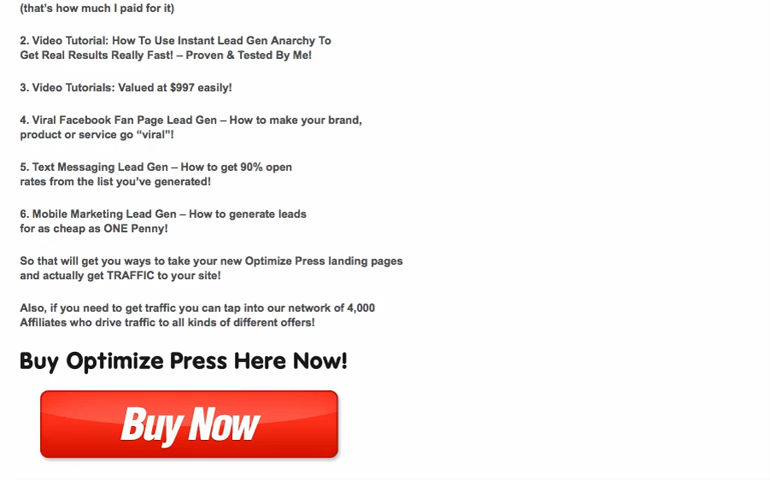 (that's how much I paid for it)
2. Video Tutorial: How To Use Instant Lead Gen Anarchy To
Get Real Results Really Fast! – Proven & Tested By Me!
3. Video Tutorials: Valued at $997 easily!
4. Viral Facebook Fan Page Lead Gen – How to make your brand,
product or service go “viral”!
5. Text Messaging Lead Gen – How to get 90% open
rates from the list you've generated!
6. Mobile Marketing Lead Gen – How to generate leads
for as cheap as ONE Penny!
So that will get you ways to take your new Optimize Press landing pages
and actually get TRAFFIC to your site!
Also, if you need to get traffic you can tap into our network of 4,000
Affiliates who drive traffic to all kinds of different offers!
Buy Optimize Press Here Now!
Buy Now